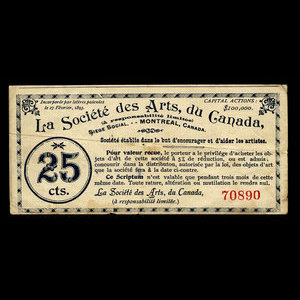 Incorporée par lettres patentes
le 27 Février, 1893.
CAPITAL ACTIONS:
$100,000.
La Société des Arts, du Canada,
(à responsabilité limitée)
SIÈGE SOCIAL . . MONTREAL, CANADA.
Société établie dans le but d'encourager et d'aider les artistes.
25
cts.
Pour valeur reçue, le porteur a le privilége d'acheter les objets
d'art de cette société à 5% de réduction, ou est admis
concourir dans la distribution, autorisée par la loi, des objets d'art
que la société fera à la date ci-contre.
Ce Scriptum n'est valable que pendant trois mois de cette
même date. Toute rature, altération ou mutilation le rendra nul.
La Société des Arts, du Canada,
(à responsabilité limitée.)
70890